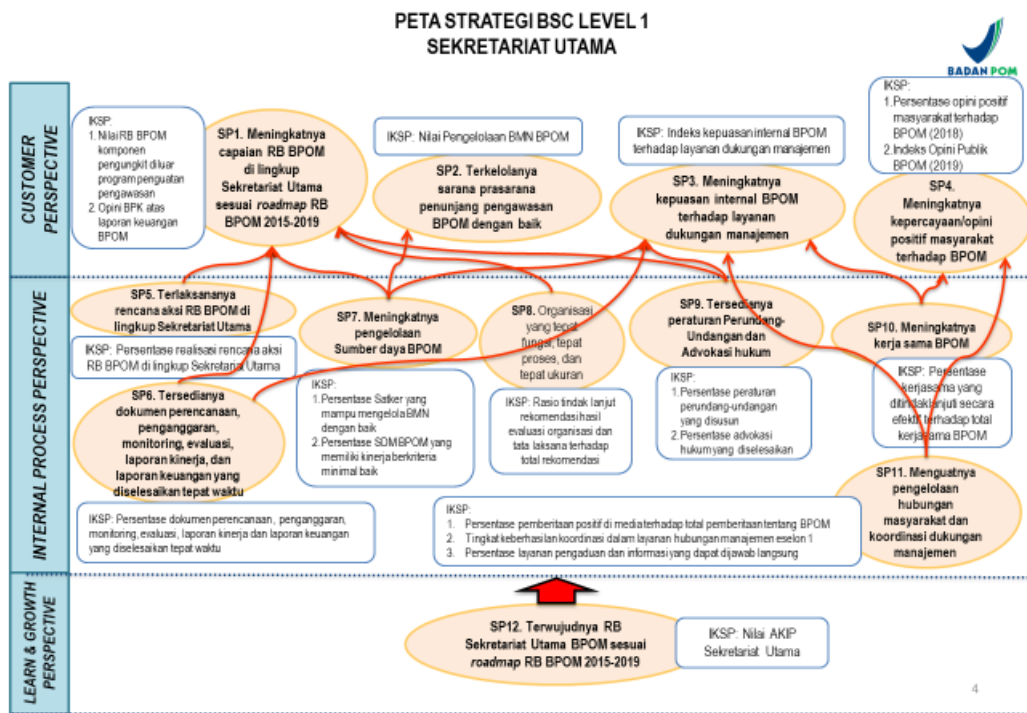 PETA STRATEGI BSC LEVEL 1
SEKRETARIAT UTAMA
BADAN POM
CUSTOMER
PERSPECTIVE
IKSP:
1. Nilai RB BPOM
komponen
pengungkit diluar
program penguatan
pengawasan
2. Opini BPK atas
laporan keuangan
BPOM
SP1. Meningkatnya
capaian RB BPOM
di lingkup
Sekretariat Utama
sesuai roadmap RB
BPOM 2015-2019
IKSP: Nilai Pengelolaan BMN BPOM
SP2. Terkelolanya
sarana prasarana
penunjang pengawasan
BPOM dengan baik
IKSP: Indeks kepuasan internal BPOM
terhadap layanan dukungan manajemen
SP3. Meningkatnya
kepuasan internal BPOM
terhadap layanan
dukungan manajemen
IKSP:
1. Persentase opini positif
masyarakat terhadap
BPOM (2018)
2. Indeks Opini Publik
BPOM (2019)
SP4.
Meningkatnya
kepercayaan/opini
positif masyarakat
terhadap BPOM
INTERNAL PROCESS PERSPECTIVE
SP5. Terlaksananya
rencana aksi RB BPOM di
lingkup Sekretariat Utama
IKSP: Persentase realisasi rencana aksi
RB BPOM di lingkup Sekretariat Utama
SP6. Tersedianya
dokumen perencanaan,
penganggaran,
monitoring, evaluasi,
laporan kinerja, dan
laporan keuangan yang
diselesaikan tepat waktu
IKSP: Persentase dokumen perencanaan, penganggaran,
monitoring, evaluasi, laporan kinerja dan laporan keuangan
yang diselesaikan tepat waktu
SP7. Meningkatnya
pengelolaan
Sumber daya BPOM
IKSP:
1. Persentase Satker yang
mampu mengelola BMN
dengan baik
2. Persentase SDM BPOM yang
memiliki kinerja berkriteria
minimal baik
SP8. Organisasi
yang tepat
fungsi, tepat
proses, dan
tepat ukuran
IKSP: Rasio tindak lanjut
rekomendasi hasil
evaluasi organisasi dan
tata laksana terhadap
total rekomendasi
SP9. Tersedianya
peraturan Perundang-
Undangan dan
Advokasi hukum
IKSP:
1. Persentase peraturan
perundang-undangan yang
disusun
2. Persentase advokasi
hukum yang diselesaikan
SP10. Meningkatnya
kerja sama BPOM
IKSP: Persentase
kerjasama yang
ditindaklanjuti secara
efektif terhadap total
kerjasama BPOM
SP11. Menguatnya
pengelolaan
hubungan
masyarakat dan
koordinasi dukungan
manajemen
IKSP:
1. Persentase pemberitaan positif di media terhadap total pemberitaan tentang BPOM
2. Tingkat keberhasilan koordinasi dalam layanan hubungan manajemen eselon 1
3. Persentase layanan pengaduan dan informasi yang dapat dijawab langsung
LEARN & GROWTH
PERSPECTIVE
SP12. Terwujudnya RB
Sekretariat Utama BPOM sesuai
roadmap RB BPOM 2015-2019
IKSP: Nilai AKIP
Sekretariat Utama
4